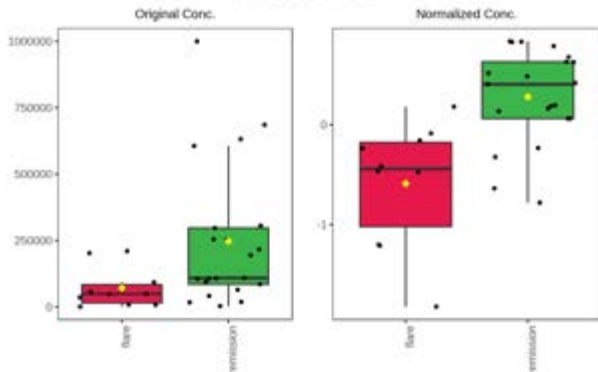 Original Conc.
Normalized Conc.
1000000
750000
500000
250000
0
0
-1
flare
remission
flare
remission